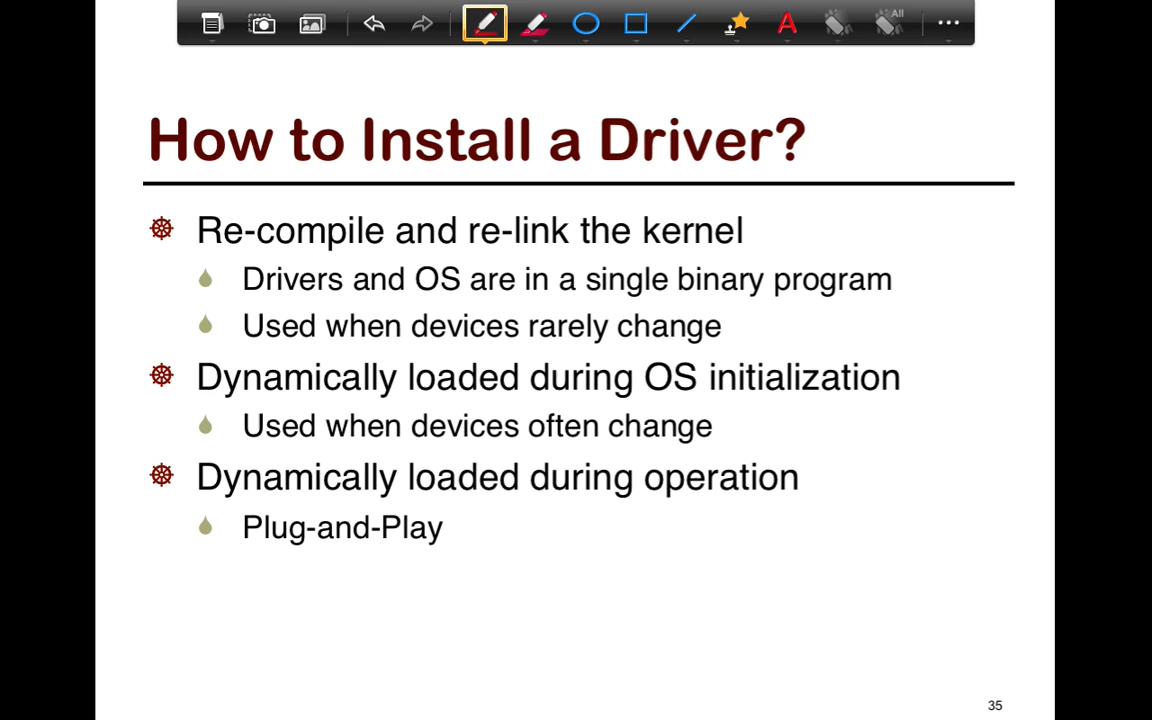 All
A
How to Install a Driver?
Re-compile and re-link the kernel
Drivers and OS are in a single binary program
Used when devices rarely change
Dynamically loaded during OS initialization
Used when devices often change
Dynamically loaded during operation
Plug-and-Play
35